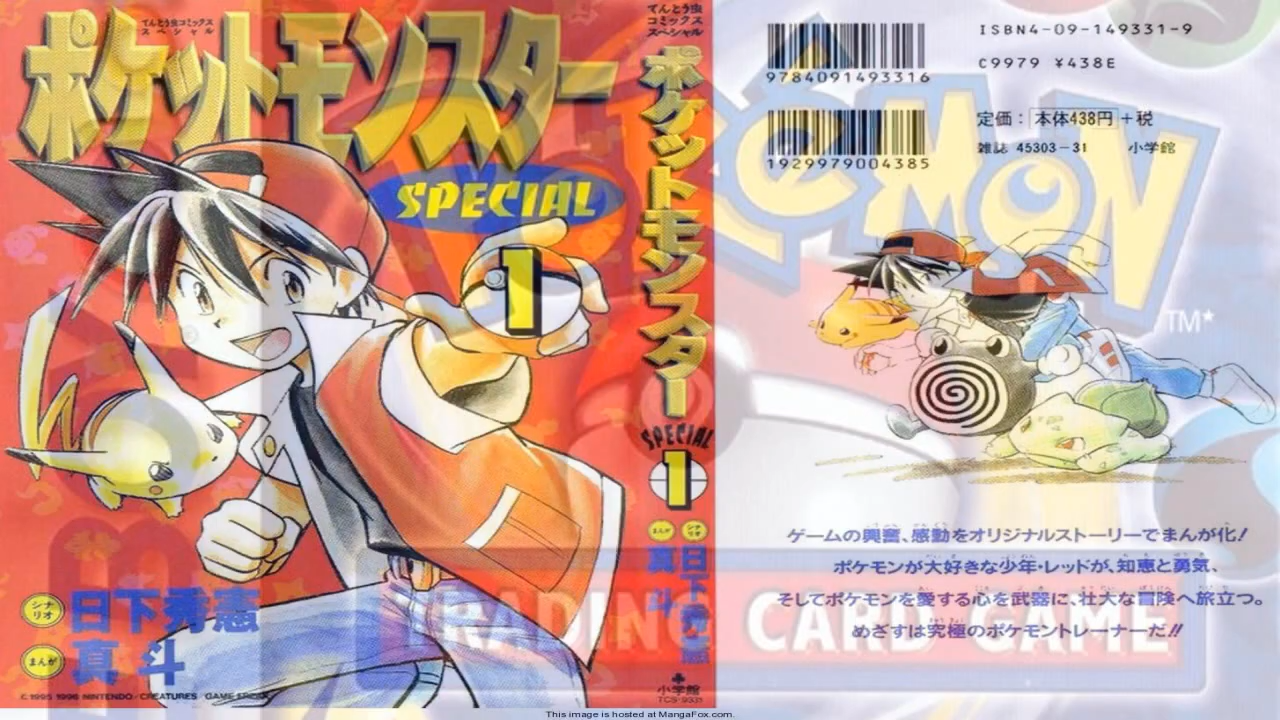 てんとう虫コミックス
スペシャル
ポケットモンスター
SPECIAL
1
シナリオ
日下秀憲
まんが
真斗
C 1995 1996 NINTENDO/CREATURES/GAME FREAK
てんとう虫
コミックス
スペシャル
ポケットモンスター
SPECIAL
1
まんが
真斗
シナリオ
日下秀憲
小学館
9784091493316
1929979004385
ISBN4-09-149331-9
C9979 ¥438E
定価：本体438円＋税
雑誌 45303-31 小学館
POKéMON
TM*
ゲームの興奮、感動をオリジナルストーリーでまんが化！
ポケモンが大好きな少年・レッドが、知恵と勇気、
そしてポケモンを愛する心を武器に、壮大な冒険へ旅立つ。
めざすは究極のポケモントレーナーだ!!
TRADING CARD GAME
This image is hosted at MangaFox.com.